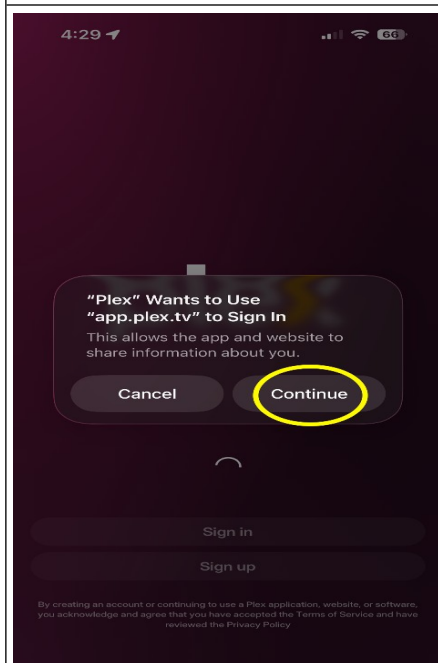 4:29
66
"Plex" Wants to Use
"app.plex.tv" to Sign In
This allows the app and website to
share information about you.
Cancel
Continue
Sign in
Sign up
By creating an account or continuing to use a Plex application, website, or software,
you acknowledge and agree that you have accepted the Terms of Service and have
reviewed the Privacy Policy